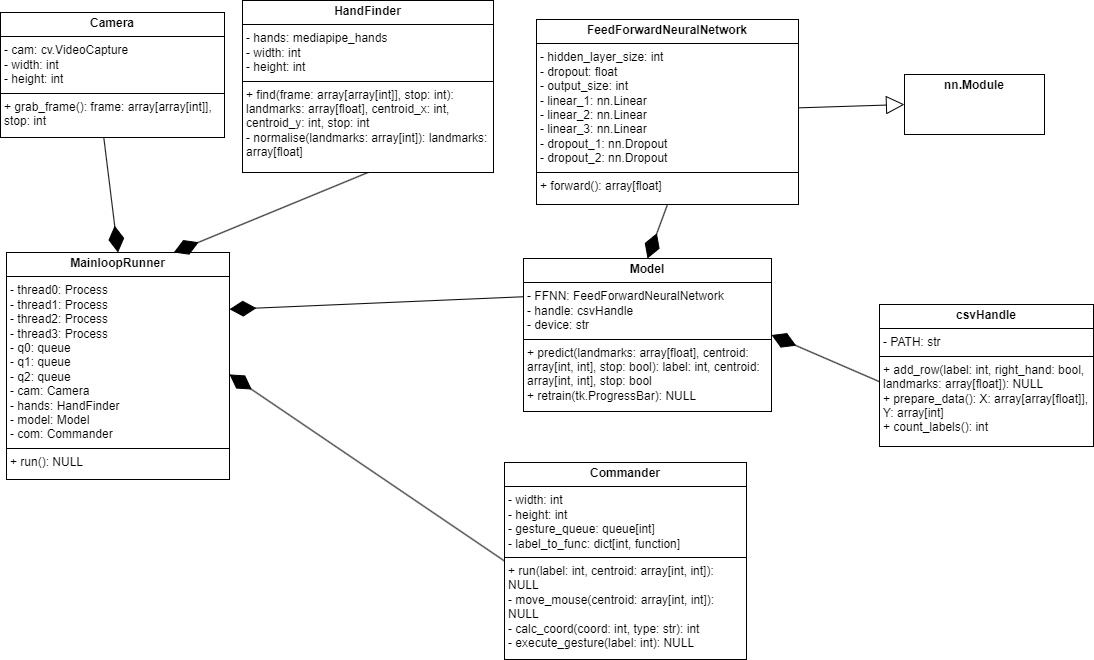 Camera
- cam: cv.VideoCapture
- width: int
- height: int
+ grab_frame(): frame: array[array[int]],
stop: int
HandFinder
- hands: mediapipe_hands
- width: int
- height: int
+ find(frame: array[array[int]], stop: int):
landmarks: array[float], centroid_x: int,
centroid_y: int, stop: int
- normalise(landmarks: array[int]): landmarks:
array[float]
FeedForwardNeuralNetwork
- hidden_layer_size: int
- dropout: float
- output_size: int
- linear_1: nn.Linear
- linear_2: nn.Linear
- linear_3: nn.Linear
- dropout_1: nn.Dropout
- dropout_2: nn.Dropout
+ forward(): array[float]
nn.Module
MainloopRunner
- thread0: Process
- thread1: Process
- thread2: Process
- thread3: Process
- q0: queue
- q1: queue
- q2: queue
- cam: Camera
- hands: HandFinder
- model: Model
- com: Commander
+ run(): NULL
Model
- FFNN: FeedForwardNeuralNetwork
- handle: csvHandle
- device: str
+ predict(landmarks: array[float], centroid:
array[int, int], stop: bool): label: int, centroid:
array[int, int], stop: bool
+ retrain(tk.ProgressBar): NULL
csvHandle
- PATH: str
+ add_row(label: int, right_hand: bool,
landmarks: array[float]): NULL
+ prepare_data(): X: array[array[float]],
Y: array[int]
+ count_labels(): int
Commander
- width: int
- height: int
- gesture_queue: queue[int]
- label_to_func: dict[int, function]
+ run(label: int, centroid: array[int, int]):
NULL
- move_mouse(centroid: array[int, int]):
NULL
- calc_coord(coord: int, type: str): int
- execute_gesture(label: int): NULL